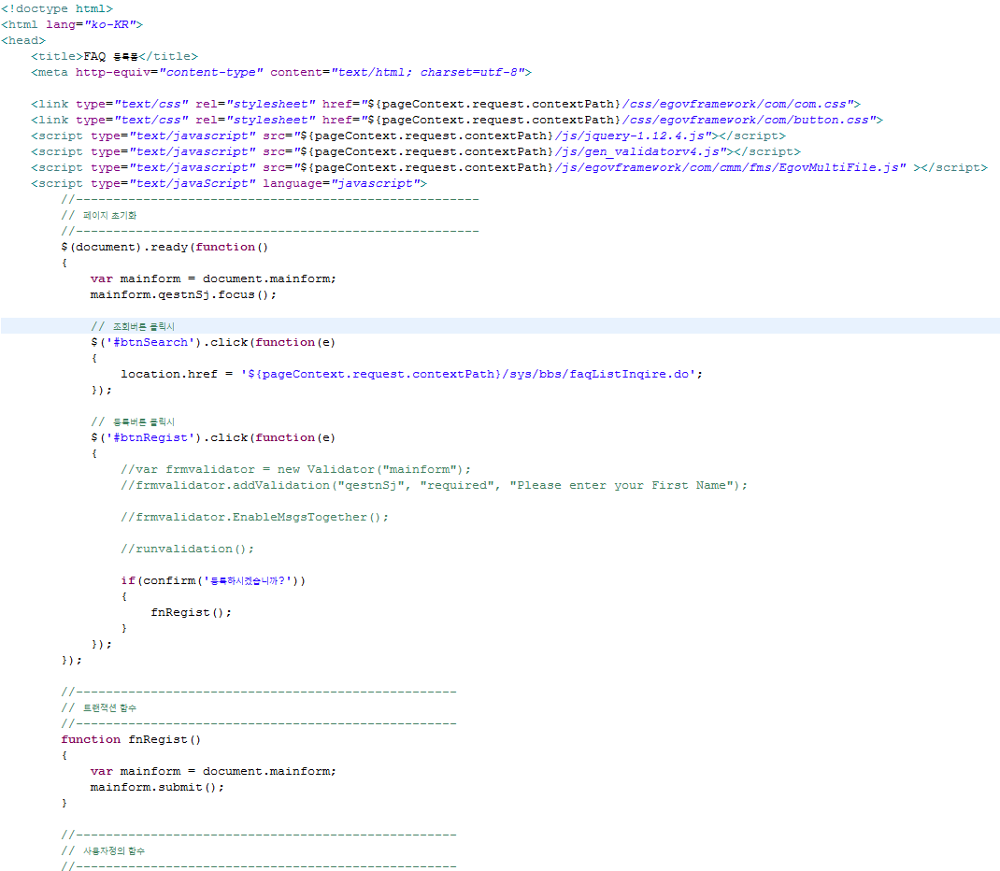 <!doctype html>
<html lang="ko-KR">
<head>
    <title>FAQ 등록폼</title>
    <meta http-equiv="content-type" content="text/html; charset=utf-8">

    <link type="text/css" rel="stylesheet" href="${pageContext.request.contextPath}/css/egovframework/com/com.css">
    <link type="text/css" rel="stylesheet" href="${pageContext.request.contextPath}/css/egovframework/com/button.css">
    <script type="text/javascript" src="${pageContext.request.contextPath}/js/jquery-1.12.4.js"></script>
    <script type="text/javascript" src="${pageContext.request.contextPath}/js/gen_validatorv4.js"></script>
    <script type="text/javascript" src="${pageContext.request.contextPath}/js/egovframework/com/cmm/fms/EgovMultiFile.js" ></script>
    <script type="text/javaScript" language="javascript">
        //------------------------------------------------------
        // 페이지 초기화
        //------------------------------------------------------
        $(document).ready(function()
        {
            var mainform = document.mainform;
            mainform.qestnSj.focus();

            // 조회버튼 클릭시
            $('#btnSearch').click(function(e)
            {
                location.href = '${pageContext.request.contextPath}/sys/bbs/faqListInqire.do';
            });

            // 등록버튼 클릭시
            $('#btnRegist').click(function(e)
            {
                //var frmvalidator = new Validator("mainform");
                //frmvalidator.addValidation("qestnSj", "required", "Please enter your First Name");

                //frmvalidator.EnableMsgsTogether();

                //runvalidation();

                if(confirm('등록하시겠습니까?'))
                {
                    fnRegist();
                }
            });
        });

        //---------------------------------------------------
        // 트랜잭션 함수
        //---------------------------------------------------
        function fnRegist()
        {
            var mainform = document.mainform;
            mainform.submit();
        }

        //---------------------------------------------------
        // 사용자정의 함수
        //---------------------------------------------------